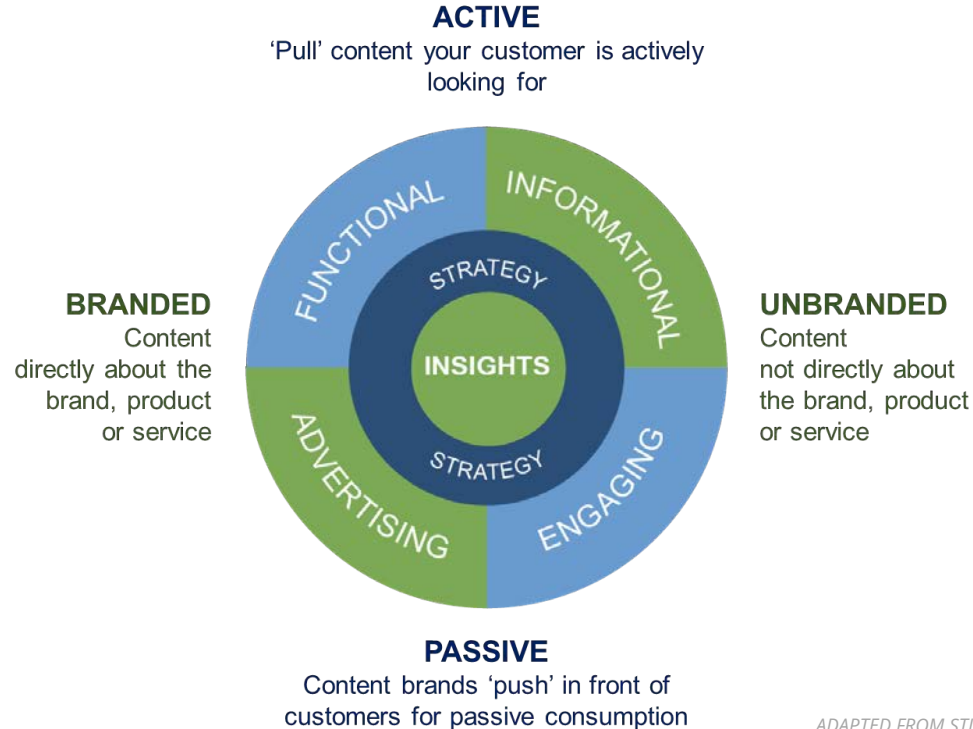 ACTIVE
‘Pull’ content your customer is actively
looking for
FUNCTIONAL
INFORMATIONAL
STRATEGY
BRANDED
Content
directly about the
brand, product
or service
INSIGHTS
UNBRANDED
Content
not directly about
the brand, product
or service
STRATEGY
ADVERTISING
ENGAGING
PASSIVE
Content brands ‘push’ in front of
customers for passive consumption
ADAPTED FROM